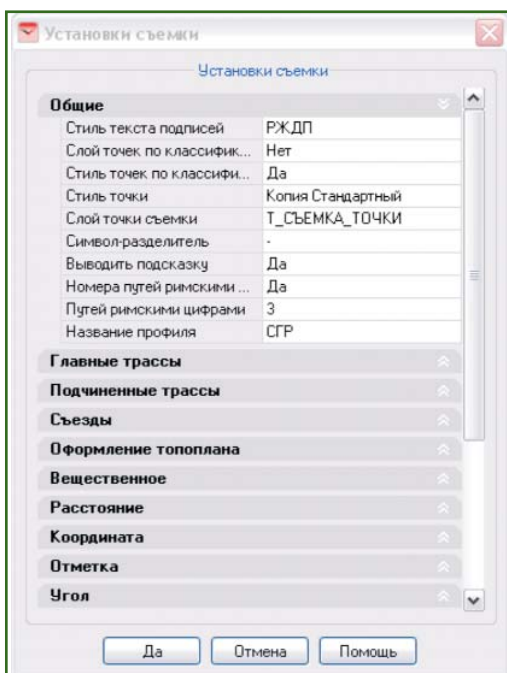 Установки съемки
Установки съемки
Общие
Стиль текста подписей РЖДП
Слой точек по классифик... Нет
Стиль точек по классифи... Да
Стиль точки Копия Стандартный
Слой точки съемки Т_СЪЕМКА_ТОЧКИ
Символ-разделитель -
Выводить подсказку Да
Номера путей римскими ... Да
Путей римскими цифрами 3
Название профиля СГР
Главные трассы
Подчиненные трассы
Съезды
Оформление топоплана
Вещественное
Расстояние
Координата
Отметка
Угол
Да Отмена Помощь